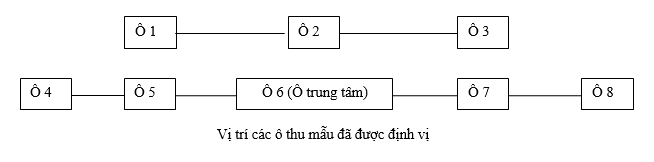 Ô 1 Ô 2 Ô 3
Ô 4 Ô 5 Ô 6 (Ô trung tâm) Ô 7 Ô 8
Vị trí các ô thu mẫu đã được định vị